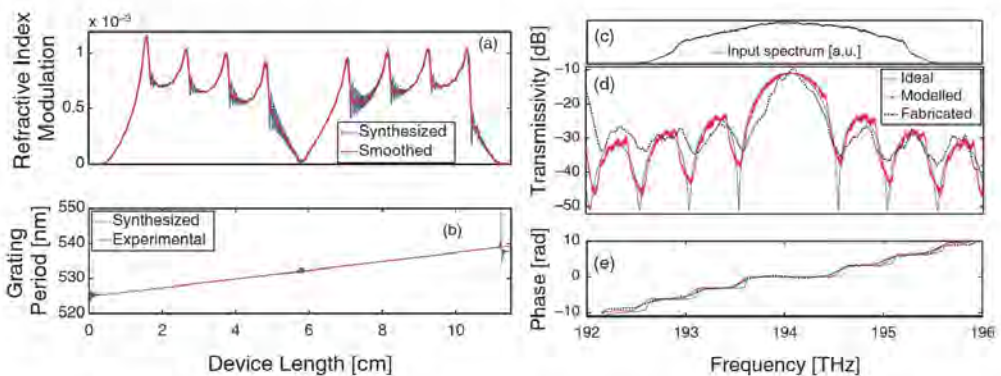 x 10⁻³
1
0.5
0
Refractive Index
Modulation
(a)
Synthesized
Smoothed
550
540
530
520
Grating
Period [nm]
Synthesized
Experimental
(b)
0
2
4
6
8
10
Device Length [cm]
(c)
Input spectrum [a.u.]
−10
−20
−30
−40
−50
Transmissivity [dB]
(d)
Ideal
Modelled
Fabricated
10
0
−10
Phase [rad]
(e)
192
193
194
195
196
Frequency [THz]